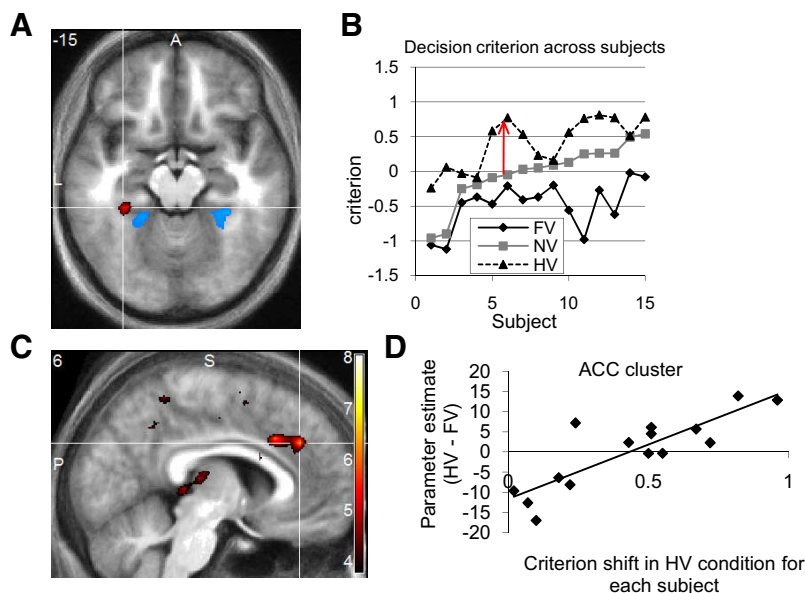 A
-15
A
L
B
Decision criterion across subjects
criterion
1.5
1
0.5
0
-0.5
-1
-1.5
FV
NV
HV
0 5 10 15
Subject
C
6
S
P
8
7
6
5
4
D
ACC cluster
Parameter estimate
(HV - FV)
20
15
10
5
0
-5
-10
-15
-20
0 0.5 1
Criterion shift in HV condition for
each subject